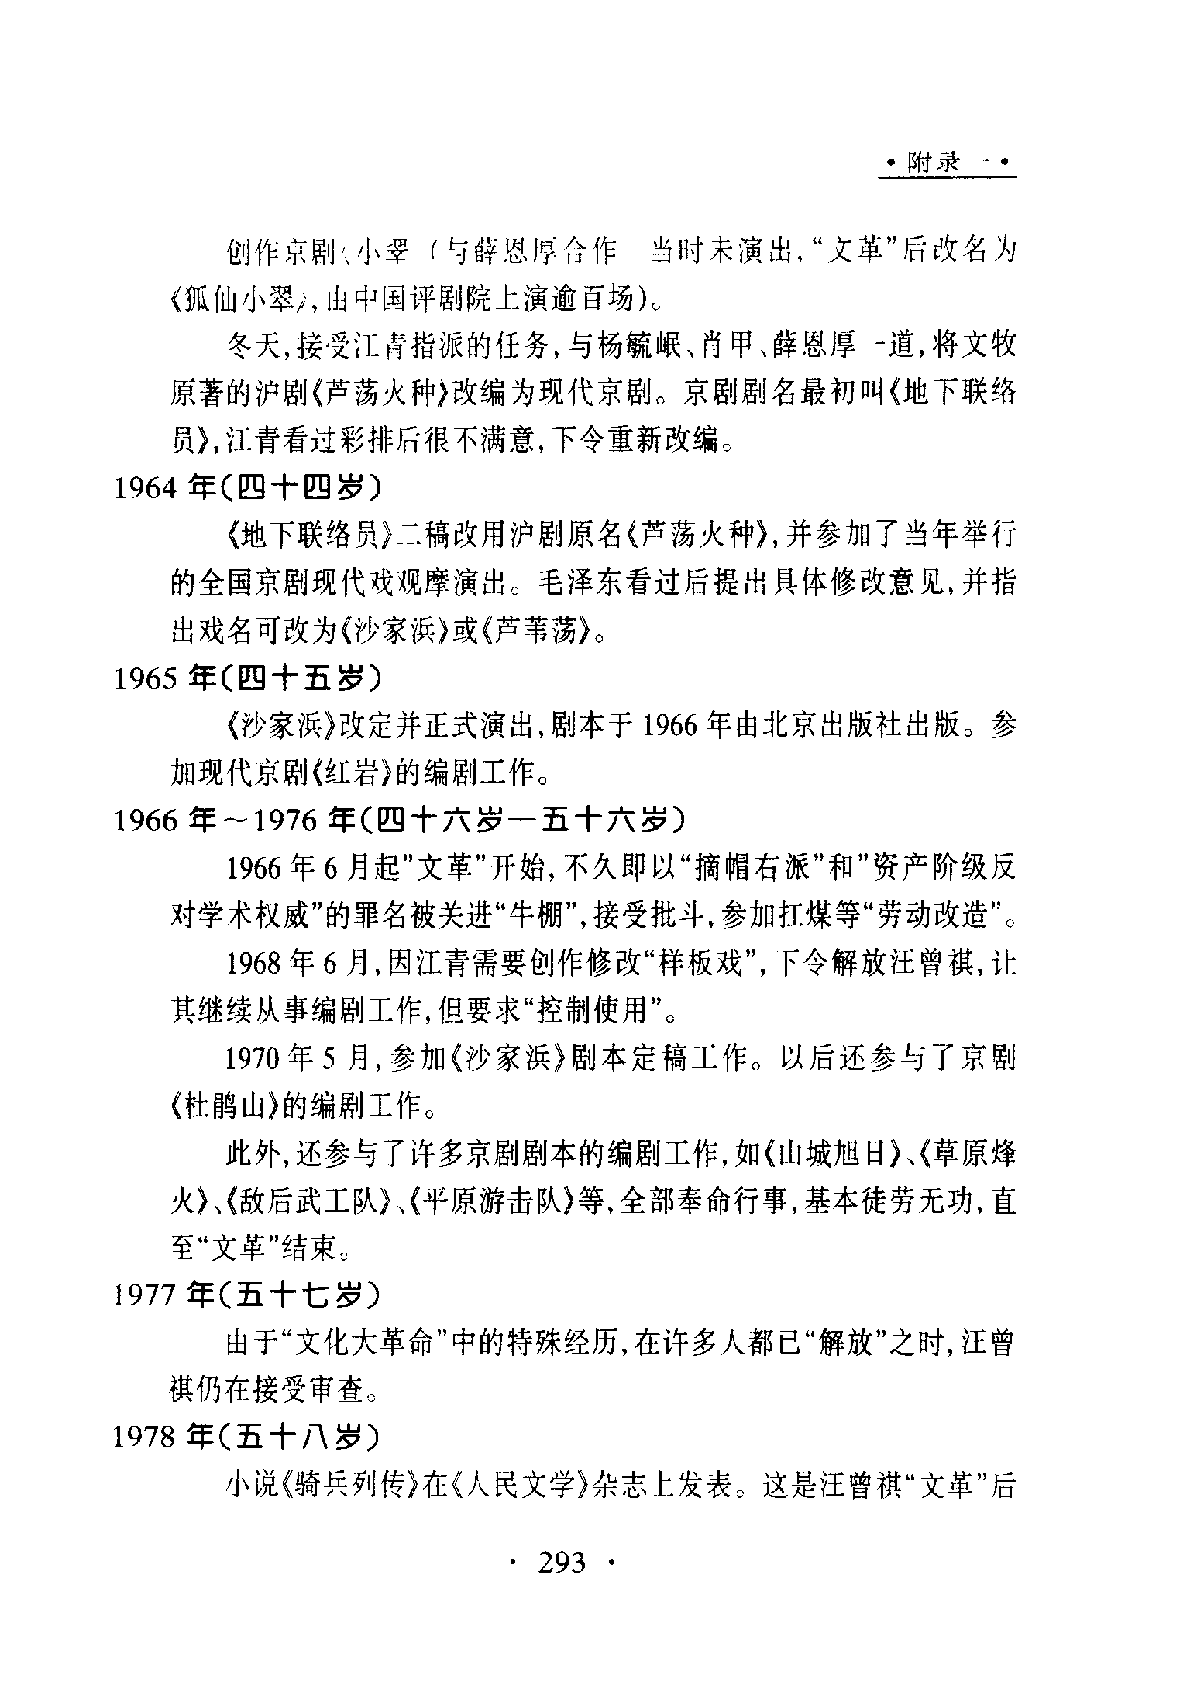 ·附录一·
创作京剧《小翠》(与薛恩厚合作 当时未演出,“文革”后改名为
《狐仙小翠》,由中国评剧院上演逾百场)。
冬天,接受江青指派的任务,与杨毓岷、肖甲、薛恩厚一道,将文牧
原著的沪剧《芦荡火种》改编为现代京剧。京剧剧名最初叫《地下联络
员》,江青看过彩排后很不满意,下令重新改编。
1964 年(四十四岁)
《地下联络员》二稿改用沪剧原名《芦荡火种》,并参加了当年举行
的全国京剧现代戏观摩演出。毛泽东看过后提出具体修改意见,并指
出戏名可改为《沙家浜》或《芦苇荡》。
1965 年(四十五岁)
《沙家浜》改定并正式演出,剧本于 1966 年由北京出版社出版。参
加现代京剧《红岩》的编剧工作。
1966 年～1976 年(四十六岁—五十六岁)
1966 年 6 月起”文革”开始,不久即以“摘帽右派”和”资产阶级反
对学术权威”的罪名被关进“牛棚”,接受批斗,参加扛煤等“劳动改造”。
1968 年 6 月,因江青需要创作修改“样板戏”,下令解放汪曾祺,让
其继续从事编剧工作,但要求“控制使用”。
1970 年 5 月,参加《沙家浜》剧本定稿工作。以后还参与了京剧
《杜鹃山》的编剧工作。
此外,还参与了许多京剧剧本的编剧工作,如《山城旭日》、《草原烽
火》、《敌后武工队》、《平原游击队》等,全部奉命行事,基本徒劳无功,直
至“文革”结束。
1977 年(五十七岁)
由于“文化大革命”中的特殊经历,在许多人都已“解放”之时,汪曾
祺仍在接受审查。
1978 年(五十八岁)
小说《骑兵列传》在《人民文学》杂志上发表。这是汪曾祺“文革”后
· 293 ·